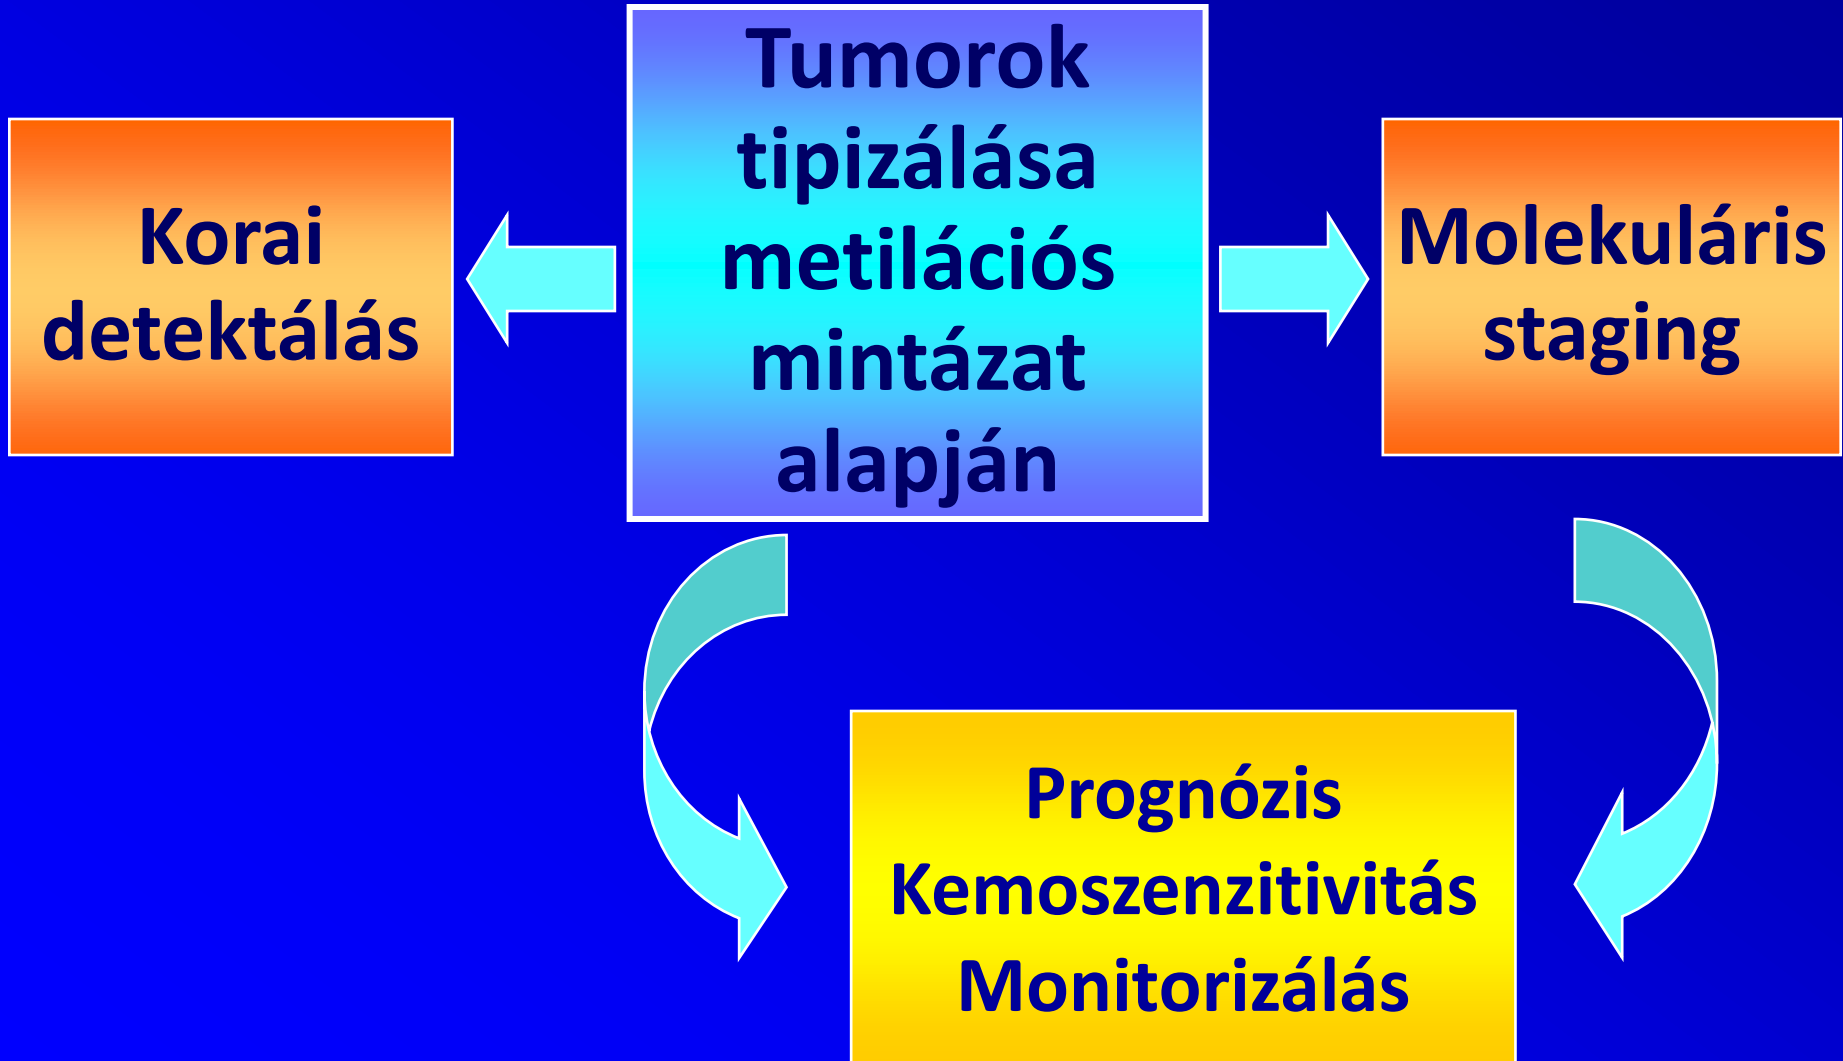 Tumorok
tipizálása
metilációs
mintázat
alapján
Korai
detektálás
Molekuláris
staging
Prognózis
Kemoszenzitivitás
Monitorizálás